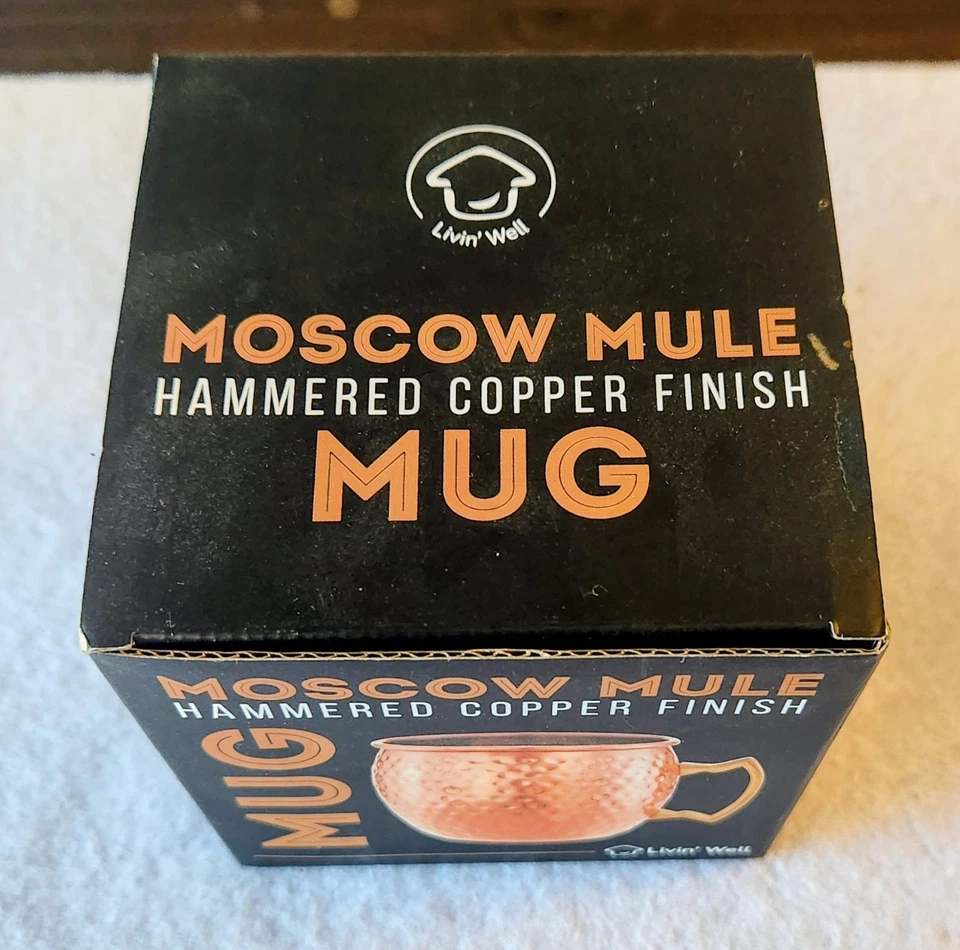 Livin' Well
MOSCOW MULE
HAMMERED COPPER FINISH
MUG
MOSCOW MULE
HAMMERED COPPER FINISH
MUG
Livin' Well